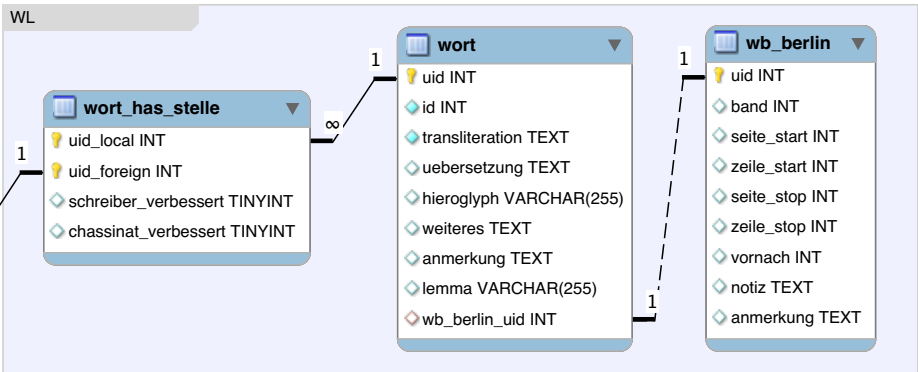 WL
1
wort_has_stelle
uid_local INT
uid_foreign INT
schreiber_verbessert TINYINT
chassinat_verbessert TINYINT
∞
1
wort
uid INT
id INT
transliteration TEXT
uebersetzung TEXT
hieroglyph VARCHAR(255)
weiteres TEXT
anmerkung TEXT
lemma VARCHAR(255)
wb_berlin_uid INT
1
1
wb_berlin
uid INT
band INT
seite_start INT
zeile_start INT
seite_stop INT
zeile_stop INT
vornach INT
notiz TEXT
anmerkung TEXT